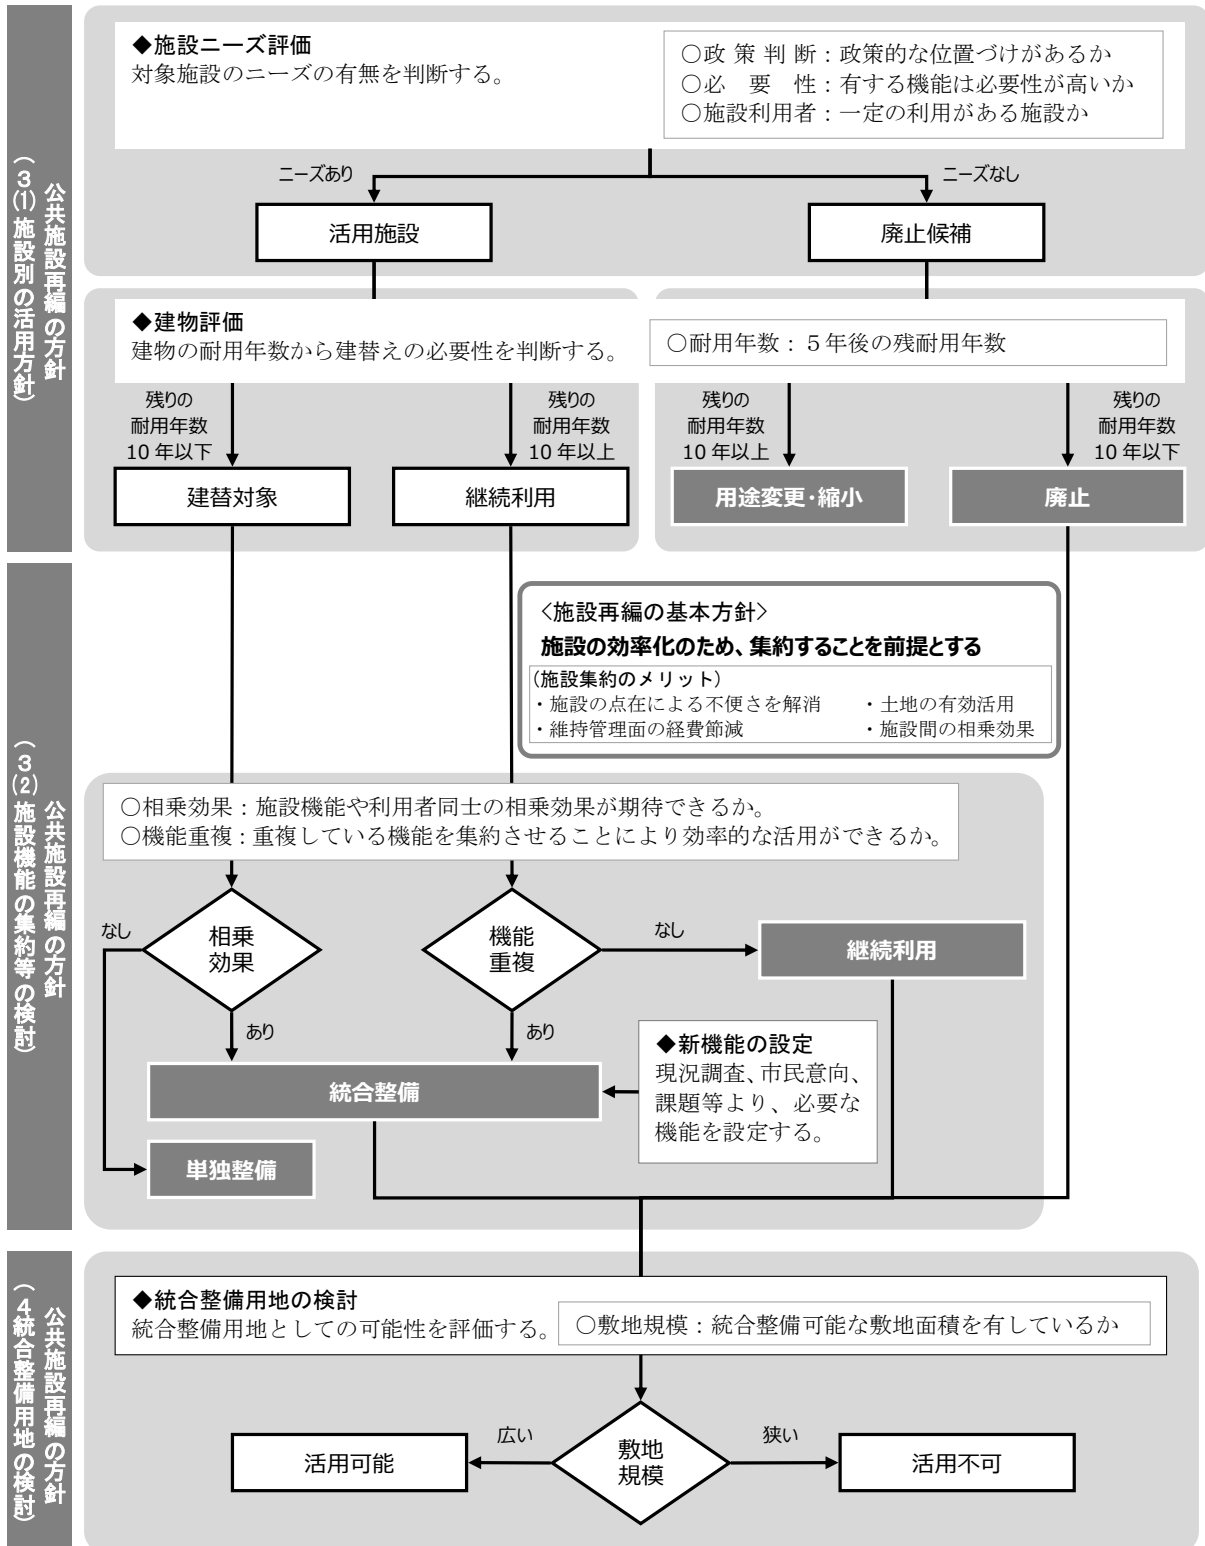 公共施設再編の方針
（３(1) 施設別の活用方針）
◆施設ニーズ評価
対象施設のニーズの有無を判断する。
○政 策 判 断：政策的な位置づけがあるか
○必　要　性：有する機能は必要性が高いか
○施設利用者：一定の利用がある施設か
ニーズあり
ニーズなし
活用施設
廃止候補
◆建物評価
建物の耐用年数から建替えの必要性を判断する。
○耐用年数：５年後の残耐用年数
残りの
耐用年数
10 年以下
残りの
耐用年数
10 年以上
残りの
耐用年数
10 年以上
残りの
耐用年数
10 年以下
建替対象
継続利用
用途変更・縮小
廃止
公共施設再編の方針
（３(2) 施設機能の集約等の検討）
〈施設再編の基本方針〉
施設の効率化のため、集約することを前提とする
(施設集約のメリット)
・施設の点在による不便さを解消
・土地の有効活用
・維持管理面の経費節減
・施設間の相乗効果
○相乗効果：施設機能や利用者同士の相乗効果が期待できるか。
○機能重複：重複している機能を集約させることにより効率的な活用ができるか。
なし
相乗
効果
機能
重複
なし
継続利用
あり
あり
◆新機能の設定
現況調査、市民意向、
課題等より、必要な
機能を設定する。
統合整備
単独整備
公共施設再編の方針
（４統合整備用地の検討）
◆統合整備用地の検討
統合整備用地としての可能性を評価する。
○敷地規模：統合整備可能な敷地面積を有しているか
広い
狭い
活用可能
敷地
規模
活用不可